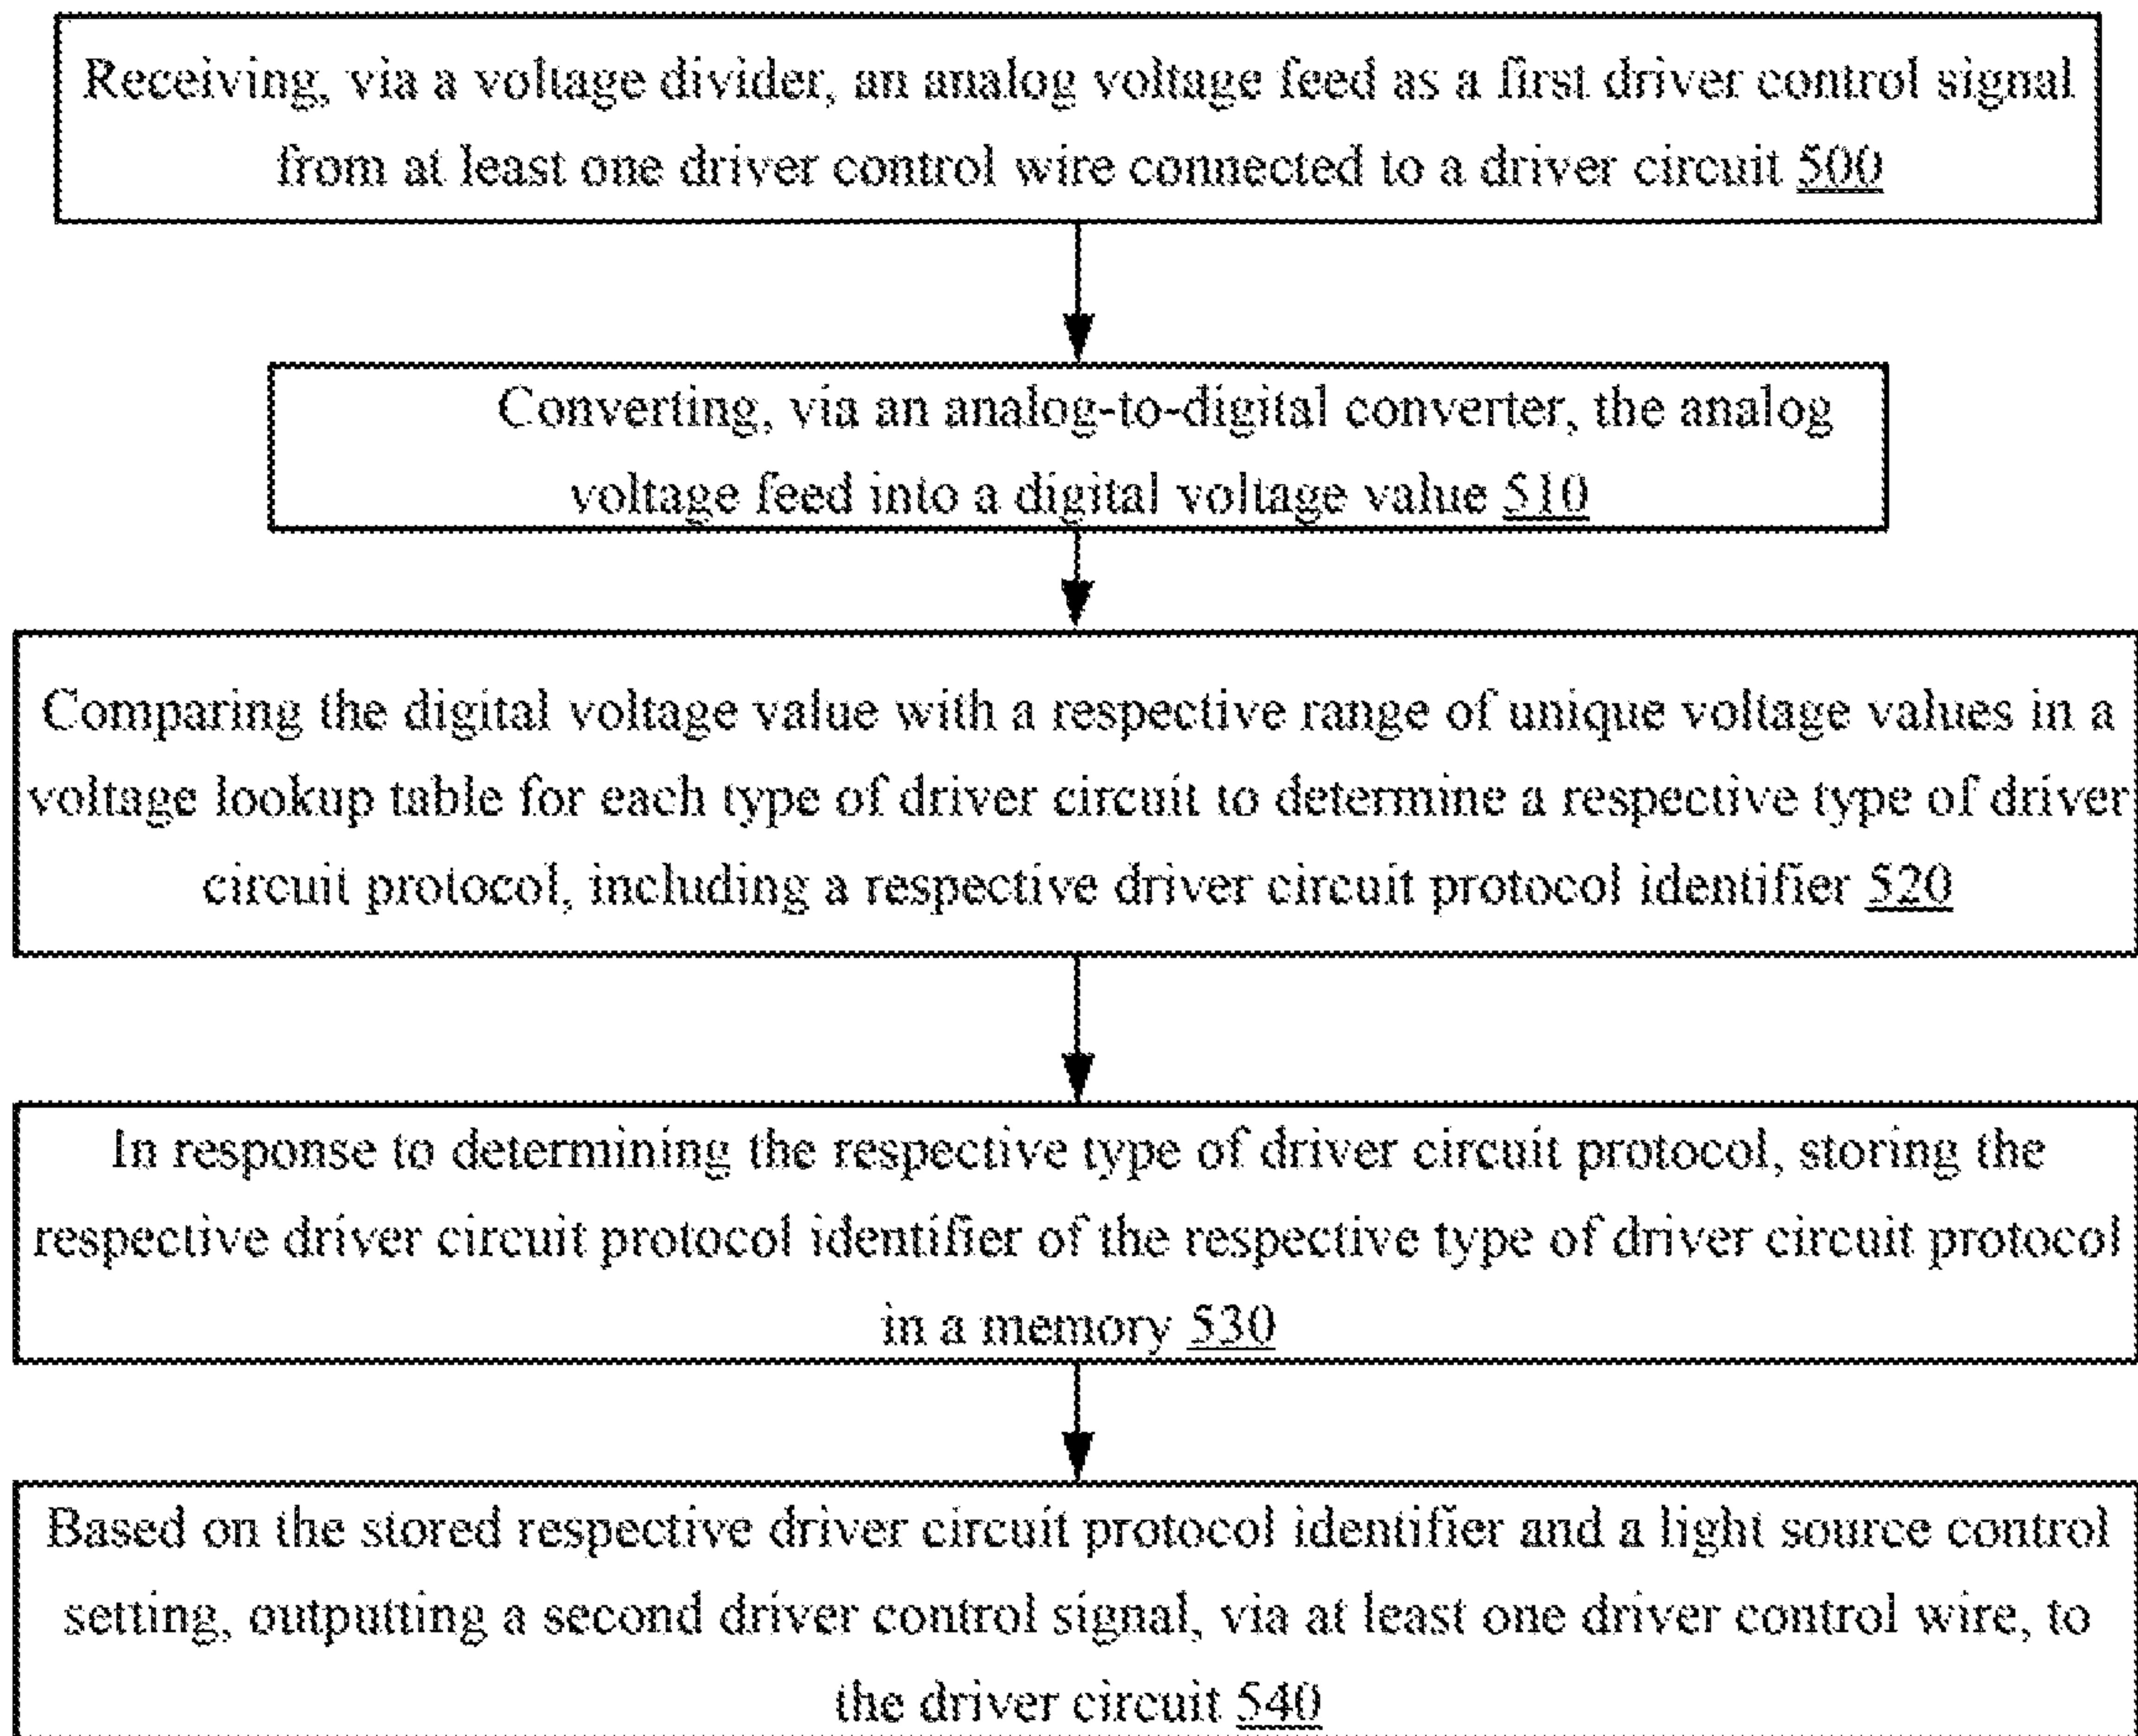 Receiving, via a voltage divider, an analog voltage feed as a first driver control signal
from at least one driver control wire connected to a driver circuit 500
Converting, via an analog-to-digital converter, the analog
voltage feed into a digital voltage value 510
Comparing the digital voltage value with a respective range of unique voltage values in a
voltage lookup table for each type of driver circuit to determine a respective type of driver
circuit protocol, including a respective driver circuit protocol identifier 520
In response to determining the respective type of driver circuit protocol, storing the
respective driver circuit protocol identifier of the respective type of driver circuit protocol
in a memory 530
Based on the stored respective driver circuit protocol identifier and a light source control
setting, outputting a second driver control signal, via at least one driver control wire, to
the driver circuit 540